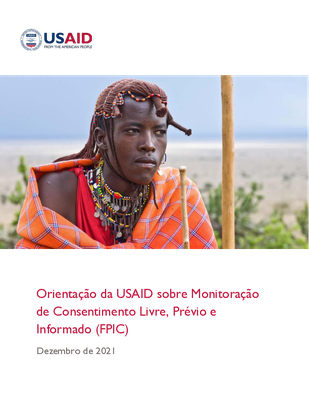 USAID
FROM THE AMERICAN PEOPLE
Orientação da USAID sobre Monitoração
de Consentimento Livre, Prévio e
Informado (FPIC)
Dezembro de 2021